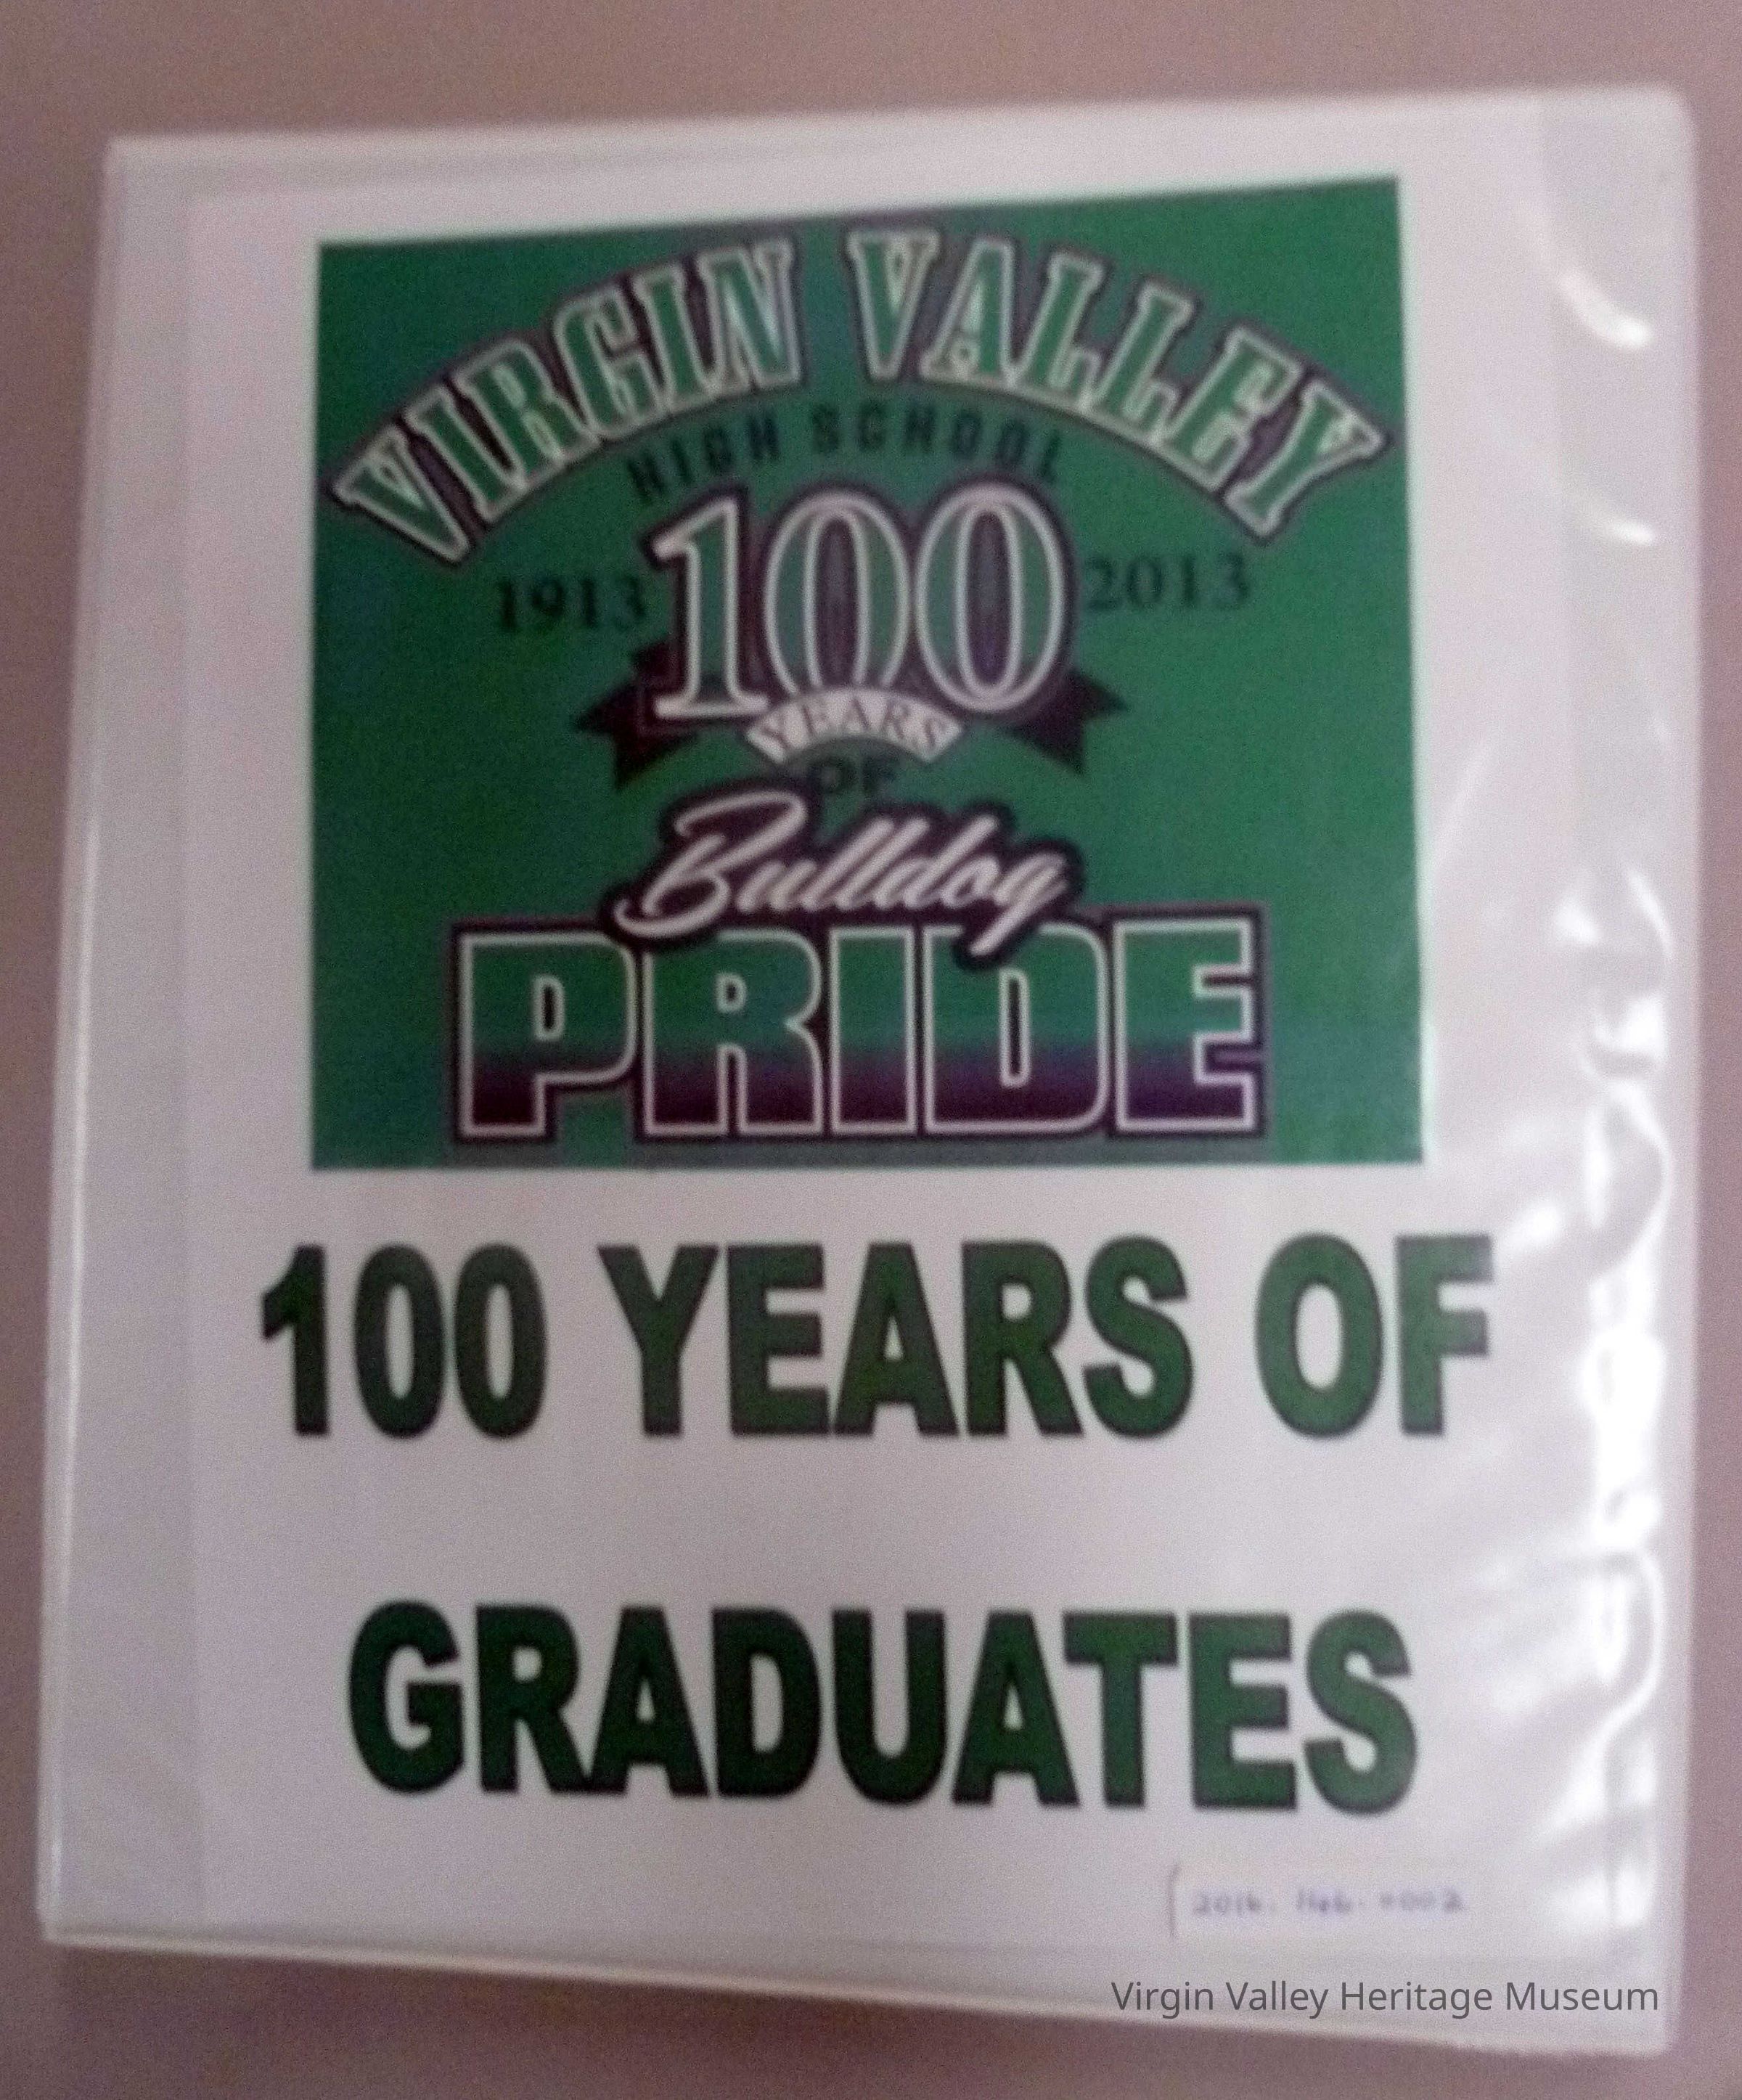 VIRGIN VALLEY
HIGH SCHOOL
1913 100 2013
YEARS
OF
Bulldog
PRIDE
100 YEARS OF
GRADUATES
Virgin Valley Heritage Museum